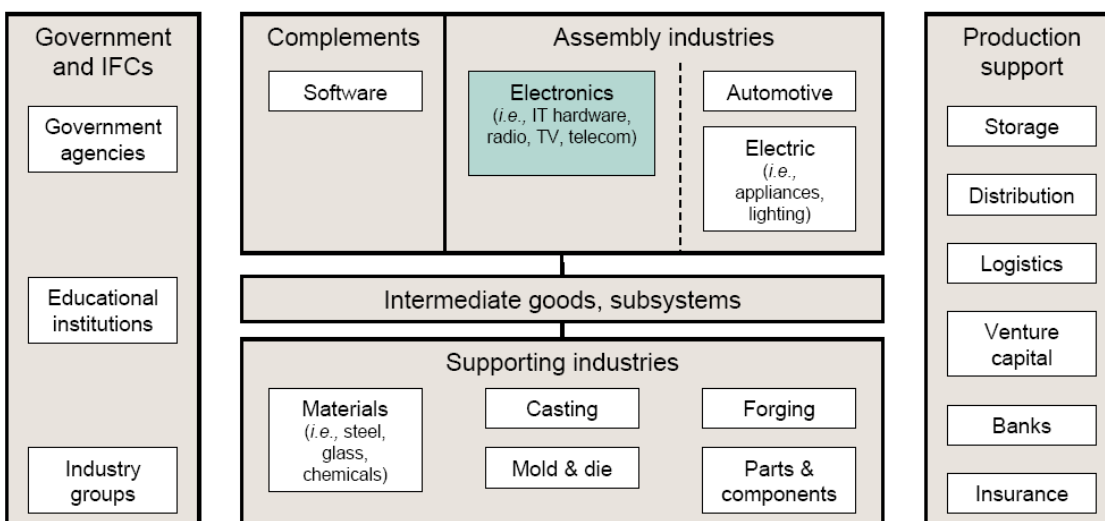 Government
and IFCs
Government
agencies
Educational
institutions
Industry
groups
Complements
Software
Assembly industries
Electronics
(i.e., IT hardware,
radio, TV, telecom)
Automotive
Electric
(i.e.,
appliances,
lighting)
Intermediate goods, subsystems
Supporting industries
Materials
(i.e., steel,
glass,
chemicals)
Casting
Mold & die
Forging
Parts &
components
Production
support
Storage
Distribution
Logistics
Venture
capital
Banks
Insurance